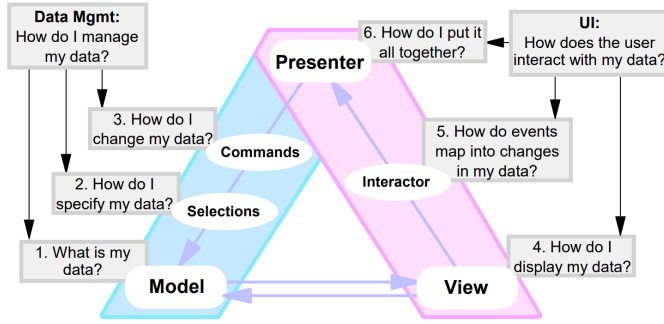 Data Mgmt:
How do I manage
my data?
6. How do I put it
all together?
UI:
How does the user
interact with my data?
Presenter
3. How do I
change my data?
Commands
5. How do events
map into changes
in my data?
2. How do I
specify my data?
Interactor
Selections
1. What is my
data?
4. How do I
display my data?
Model
View